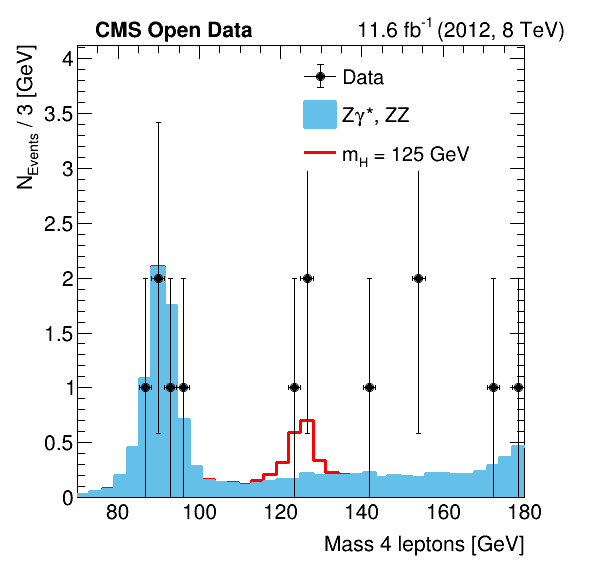 CMS Open Data
11.6 fb⁻¹ (2012, 8 TeV)
N_Events / 3 [GeV]
4
3.5
3
2.5
2
1.5
1
0.5
0
Data
Zγ*, ZZ
m_H = 125 GeV
80 100 120 140 160 180
Mass 4 leptons [GeV]